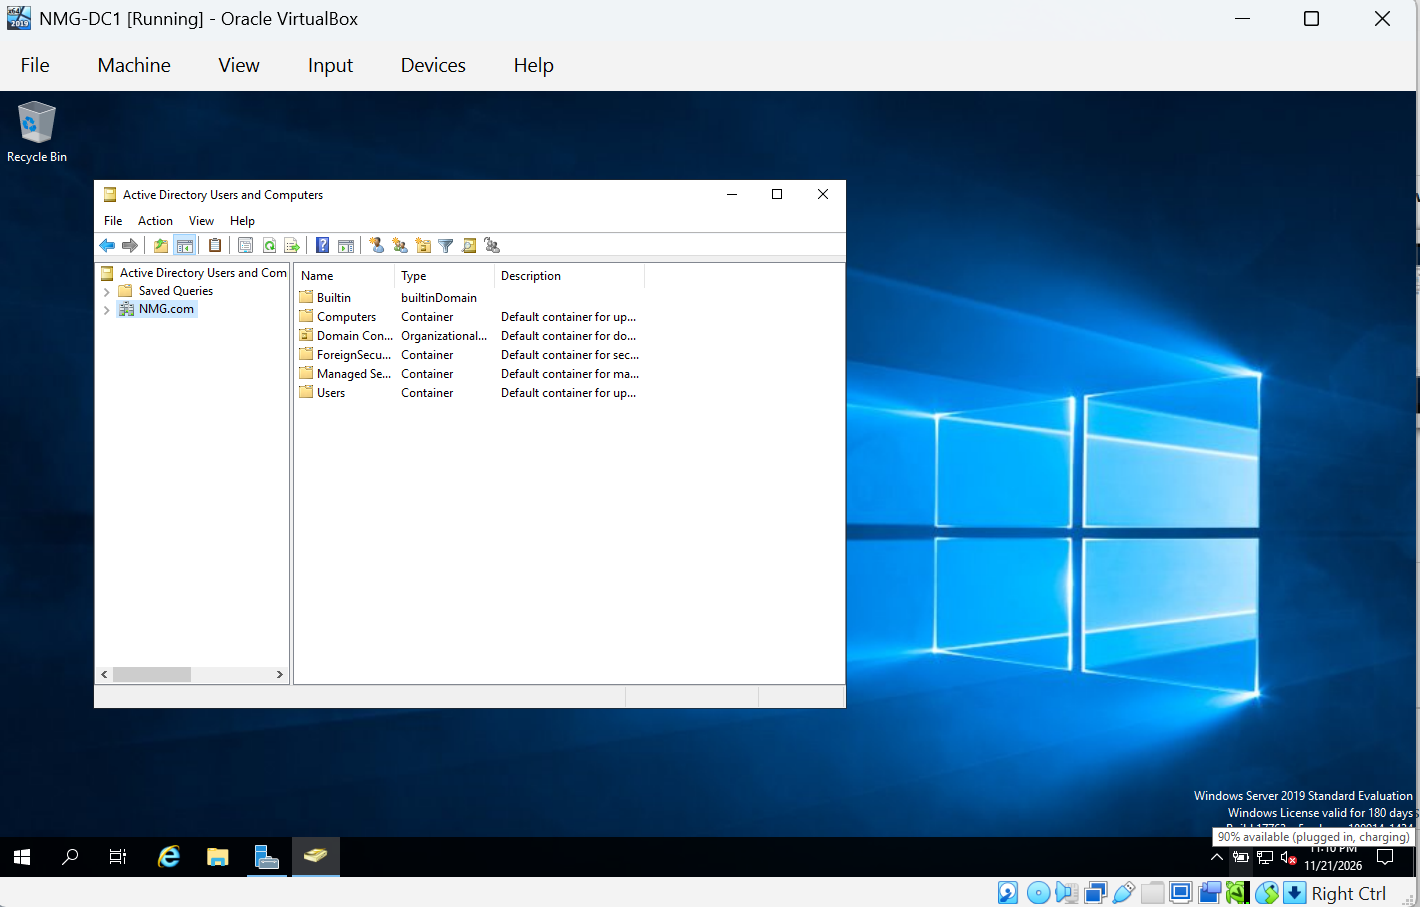 NMG-DC1 [Running] - Oracle VirtualBox
File Machine View Input Devices Help
Recycle Bin
Active Directory Users and Computers
File Action View Help
Active Directory Users and Com
Saved Queries
NMG.com
Name Type Description
Builtin builtinDomain
Computers Container Default container for up...
Domain Con... Organizational... Default container for do...
ForeignSecu... Container Default container for sec...
Managed Se... Container Default container for ma...
Users Container Default container for up...
Windows Server 2019 Standard Evaluation
Windows License valid for 180 days
90% available (plugged in, charging)
11:10 PM
11/21/2026
Right Ctrl